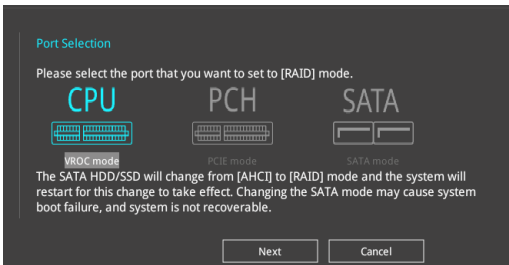 Port Selection
Please select the port that you want to set to [RAID] mode.
CPU PCH SATA
VROC mode PCIE mode SATA mode
The SATA HDD/SSD will change from [AHCI] to [RAID] mode and the system will
restart for this change to take effect. Changing the SATA mode may cause system
boot failure, and system is not recoverable.
Next Cancel